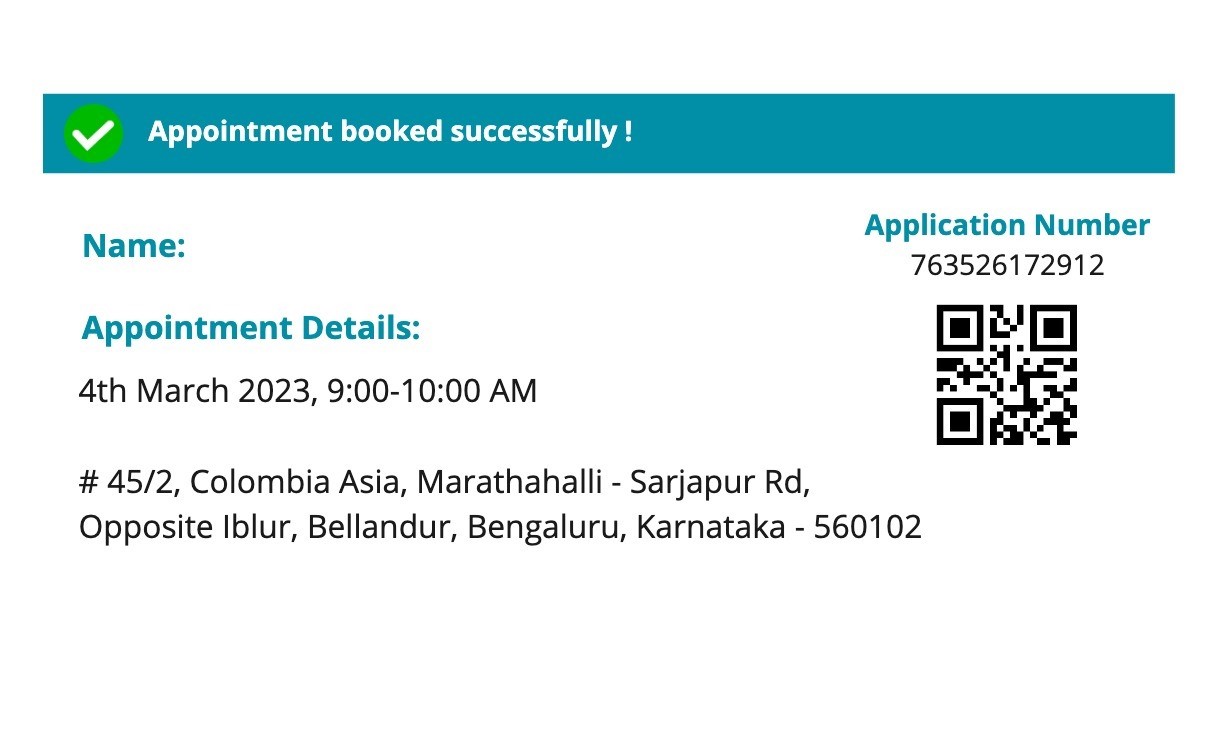 Appointment booked successfully !
Name:
Application Number
763526172912
Appointment Details:
4th March 2023, 9:00-10:00 AM
# 45/2, Colombia Asia, Marathahalli - Sarjapur Rd,
Opposite Iblur, Bellandur, Bengaluru, Karnataka - 560102